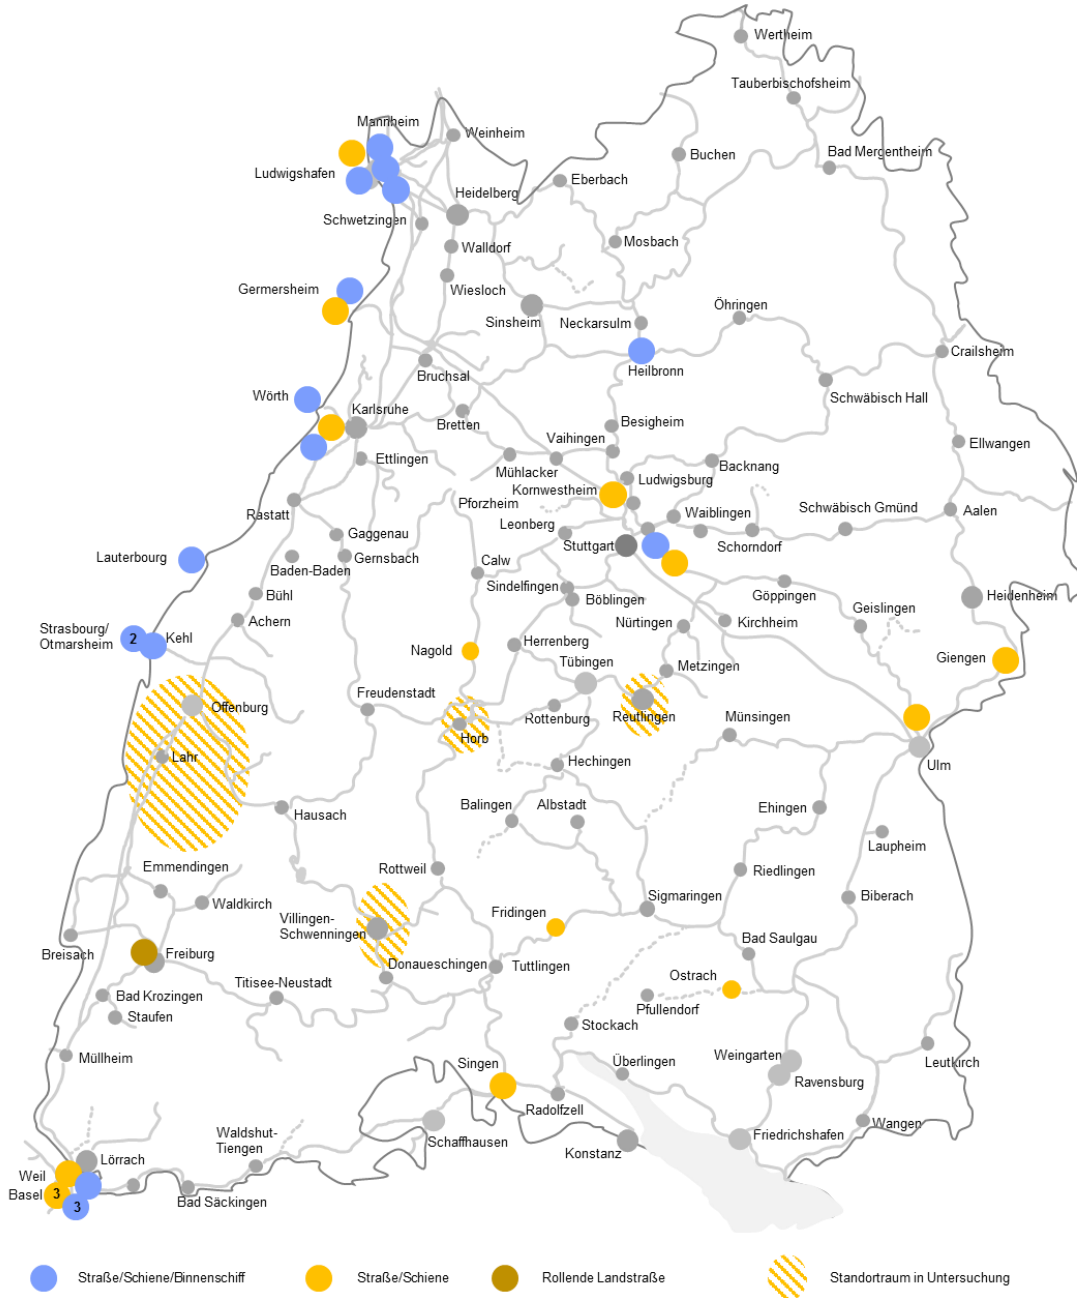 Wertheim
Tauberbischofsheim
Mannheim
Weinheim
Buchen
Bad Mergentheim
Ludwigshafen
Eberbach
Heidelberg
Schwetzingen
Mosbach
Walldorf
Germersheim
Wiesloch
Sinsheim
Neckarsulm
Öhringen
Crailsheim
Heilbronn
Bruchsal
Wörth
Schwäbisch Hall
Karlsruhe
Bretten
Besigheim
Vaihingen
Ellwangen
Ettlingen
Mühlacker
Backnang
Ludwigsburg
Kornwestheim
Pforzheim
Rastatt
Leonberg
Waiblingen
Schwäbisch Gmünd
Aalen
Gaggenau
Stuttgart
Schorndorf
Lauterbourg
Gernsbach
Baden-Baden
Calw
Sindelfingen
Göppingen
Heidenheim
Bühl
Böblingen
Geislingen
Achern
Nürtingen
Kirchheim
Strasbourg/
Otmarsheim
2
Kehl
Nagold
Herrenberg
Giengen
Tübingen
Metzingen
Freudenstadt
Offenburg
Rottenburg
Reutlingen
Münsingen
Horb
Lahr
Hechingen
Ulm
Hausach
Balingen
Albstadt
Ehingen
Laupheim
Emmendingen
Rottweil
Riedlingen
Waldkirch
Sigmaringen
Biberach
Villingen-
Schwenningen
Fridingen
Bad Saulgau
Breisach
Freiburg
Donaueschingen
Tuttlingen
Ostrach
Titisee-Neustadt
Bad Krozingen
Pfullendorf
Staufen
Stockach
Müllheim
Singen
Überlingen
Weingarten
Leutkirch
Ravensburg
Radolfzell
Wangen
Waldshut-
Tiengen
Schaffhausen
Konstanz
Friedrichshafen
Lörrach
Weil
Basel
3
3
Bad Säckingen
Straße/Schiene/Binnenschiff
Straße/Schiene
Rollende Landstraße
Standortraum in Untersuchung